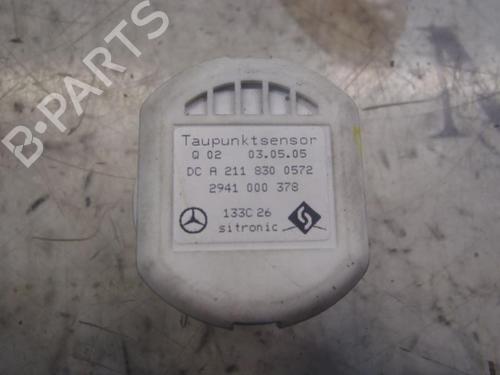 B-PARTS
Taupunktsensor
Q 02 03.05.05
DC A 211 830 0572
2941 000 378
133C 26
sitronic